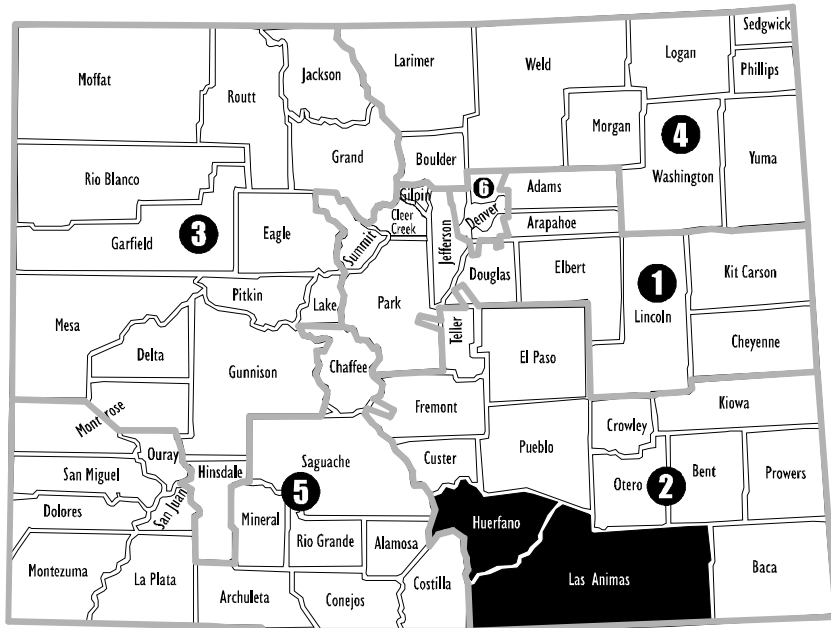 Sedgwick
Moffat
Routt
Jackson
Larimer
Weld
Logan
Phillips
Grand
Boulder
Morgan
4
Washington
Yuma
Rio Blanco
Garfield
3
Eagle
Summit
Gilpin
Cleer
Creek
Jefferson
6
Denver
Adams
Arapahoe
Douglas
Elbert
1
Lincoln
Kit Carson
Mesa
Pitkin
Lake
Park
Teller
El Paso
Cheyenne
Delta
Gunnison
Chaffee
Fremont
Crowley
Kiowa
Montrose
Ouray
San Miguel
Hinsdale
Saguache
Custer
Pueblo
Otero
2
Bent
Prowers
Dolores
San Juan
5
Mineral
Rio Grande
Alamosa
Huerfano
Montezuma
La Plata
Archuleta
Conejos
Costilla
Las Animas
Baca